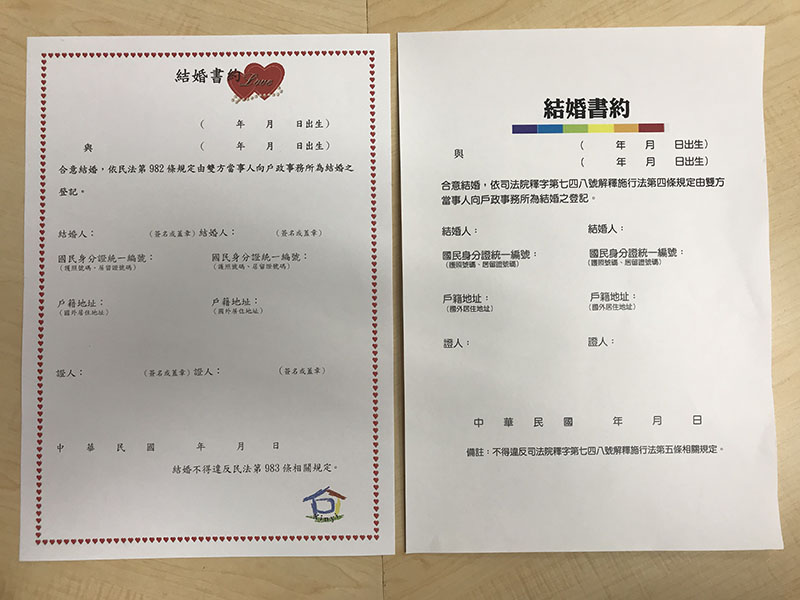 結婚書約
Love
（ 年 月 日出生）
與 （ 年 月 日出生）
合意結婚，依民法第 982 條規定由雙方當事人向戶政事務所為結婚之
登記。
結婚人： （簽名或蓋章） 結婚人： （簽名或蓋章）
國民身分證統一編號： 國民身分證統一編號：
（護照號碼、居留證號碼） （護照號碼、居留證號碼）
戶籍地址： 戶籍地址：
（國外居住地址） （國外居住地址）
證人： （簽名或蓋章） 證人： （簽名或蓋章）
中 華 民 國 年 月 日
結婚不得違反民法第 983 條相關規定。
結婚書約
（ 年 月 日出生）
與
（ 年 月 日出生）
合意結婚，依司法院釋字第七四八號解釋施行法第四條規定由雙方
當事人向戶政事務所為結婚之登記。
結婚人： 結婚人：
國民身分證統一編號： 國民身分證統一編號：
（護照號碼、居留證號碼） （護照號碼、居留證號碼）
戶籍地址： 戶籍地址：
（國外居住地址） （國外居住地址）
證人： 證人：
中 華 民 國 年 月 日
備註：不得違反司法院釋字第七四八號解釋施行法第五條相關規定。